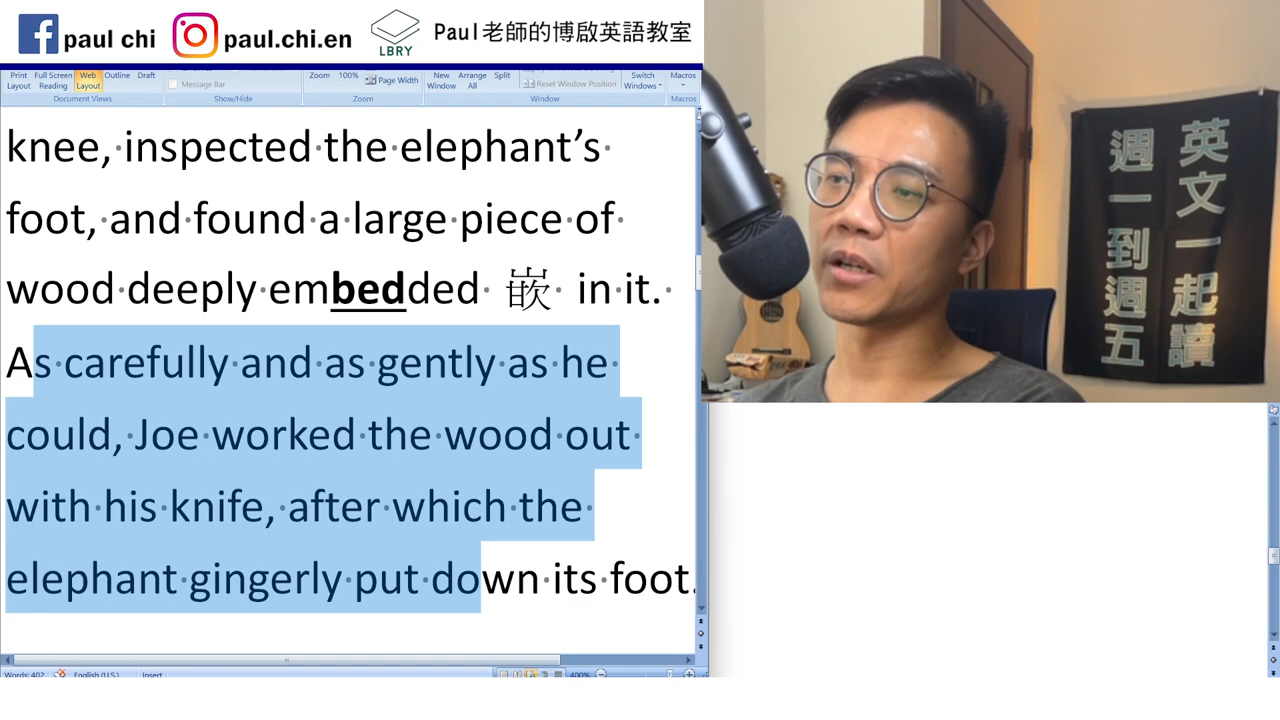 paul chi
paul.chi.en
LBRY
Paul老師的博啟英語教室
Print Layout
Full Screen Reading
Web Layout
Outline
Draft
Message Bar
Zoom
100%
Page Width
New Window
Arrange All
Split
Reset Window Position
Switch Windows
Macros
Document Views
Show/Hide
Zoom
Window
Macros
knee, inspected the elephant’s
foot, and found a large piece of
wood deeply embedded 嵌 in it.
As carefully and as gently as he
could, Joe worked the wood out
with his knife, after which the
elephant gingerly put down its foot.
Words: 402
English (U.S.)
Insert
400%
英文一起讀
週一到週五